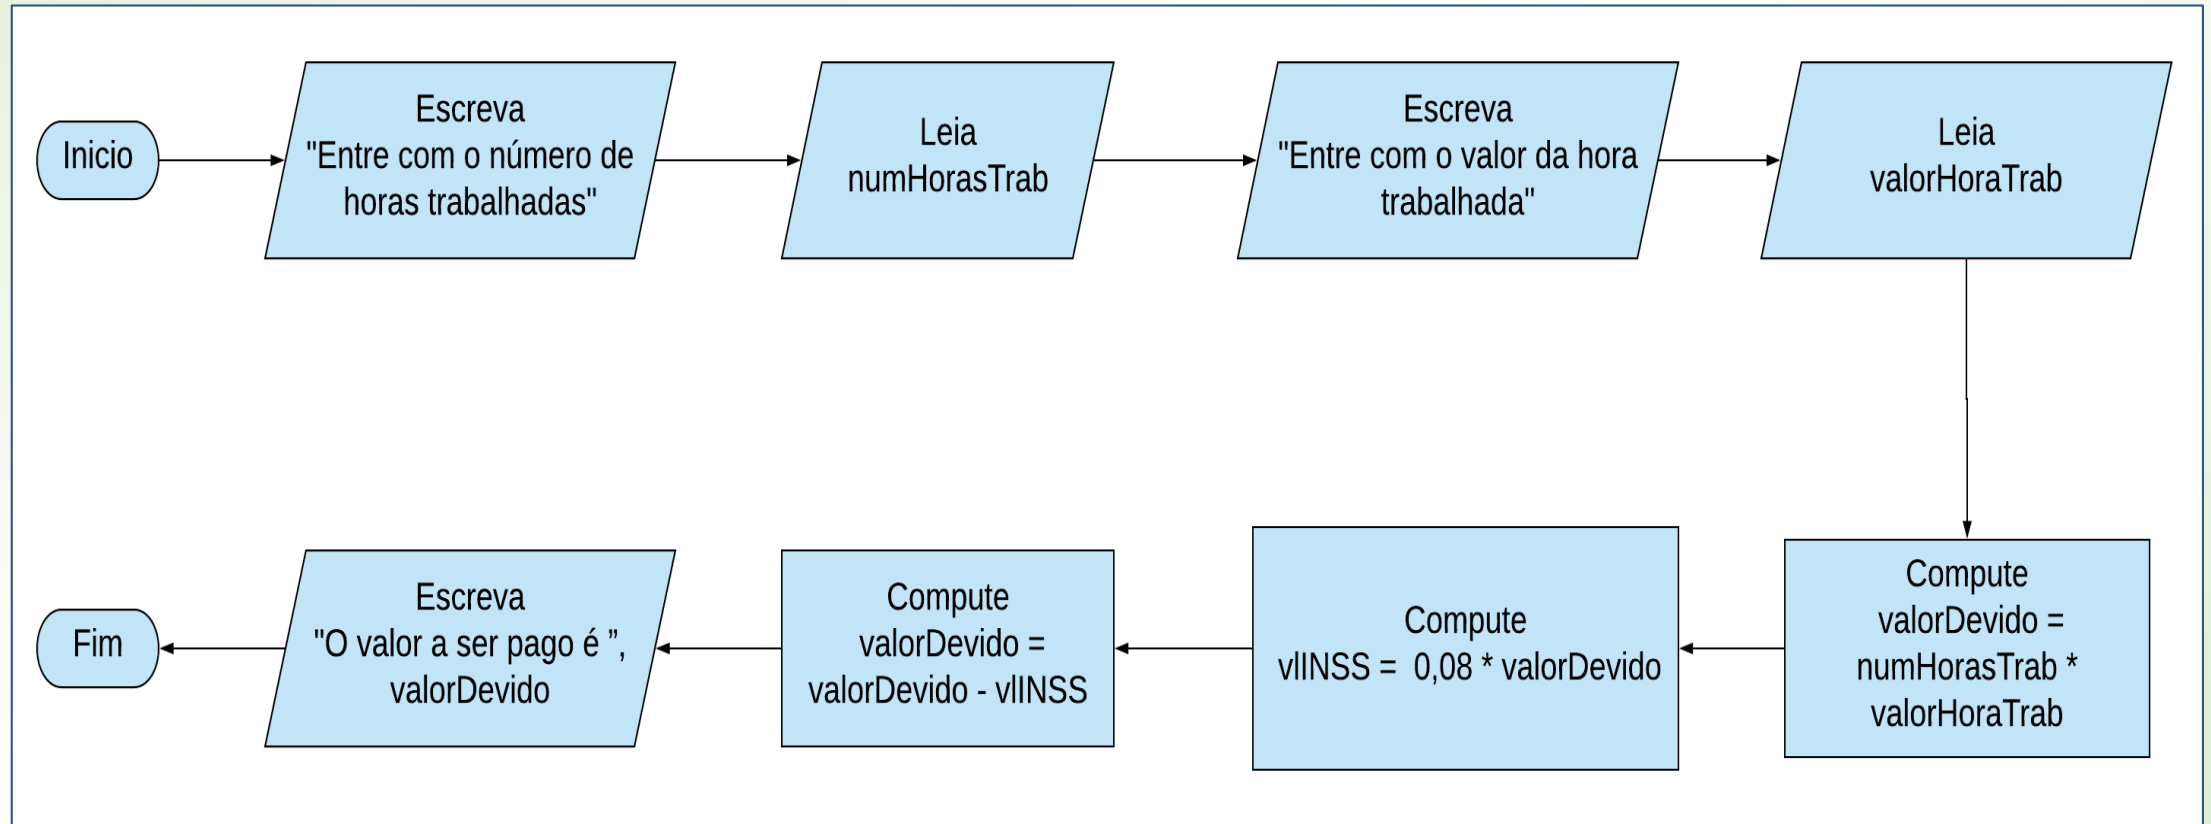 Inicio
Escreva
"Entre com o número de
horas trabalhadas"
Leia
numHorasTrab
Escreva
"Entre com o valor da hora
trabalhada"
Leia
valorHoraTrab
Compute
valorDevido =
numHorasTrab *
valorHoraTrab
Compute
vlINSS =  0,08 * valorDevido
Compute
valorDevido =
valorDevido - vlINSS
Escreva
"O valor a ser pago é ”,
valorDevido
Fim